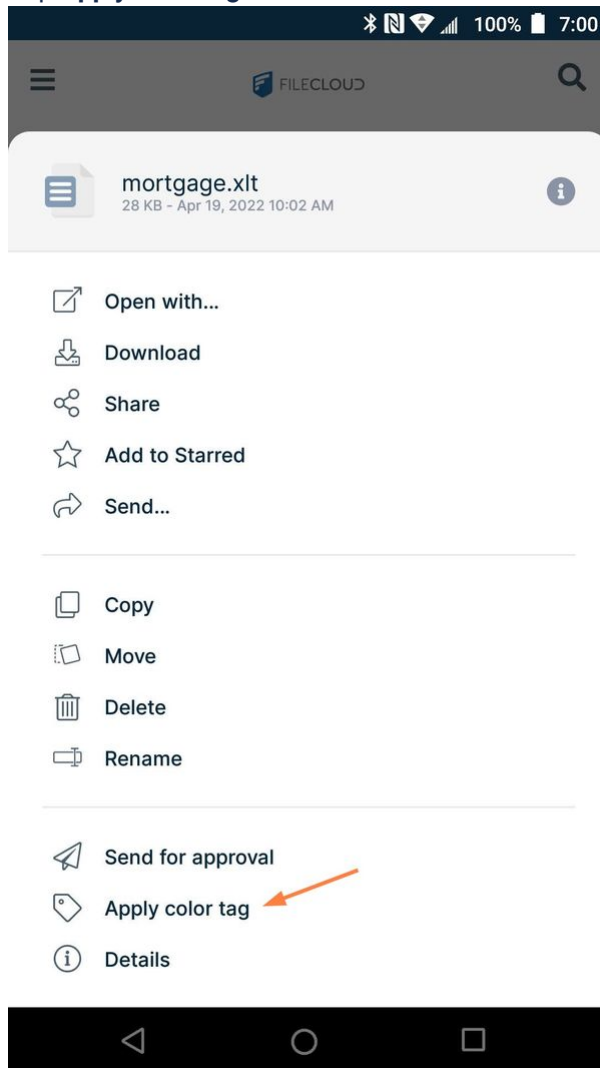 100% 7:00
FILECLOUD
mortgage.xlt
28 KB - Apr 19, 2022 10:02 AM
Open with...
Download
Share
Add to Starred
Send...
Copy
Move
Delete
Rename
Send for approval
Apply color tag
Details